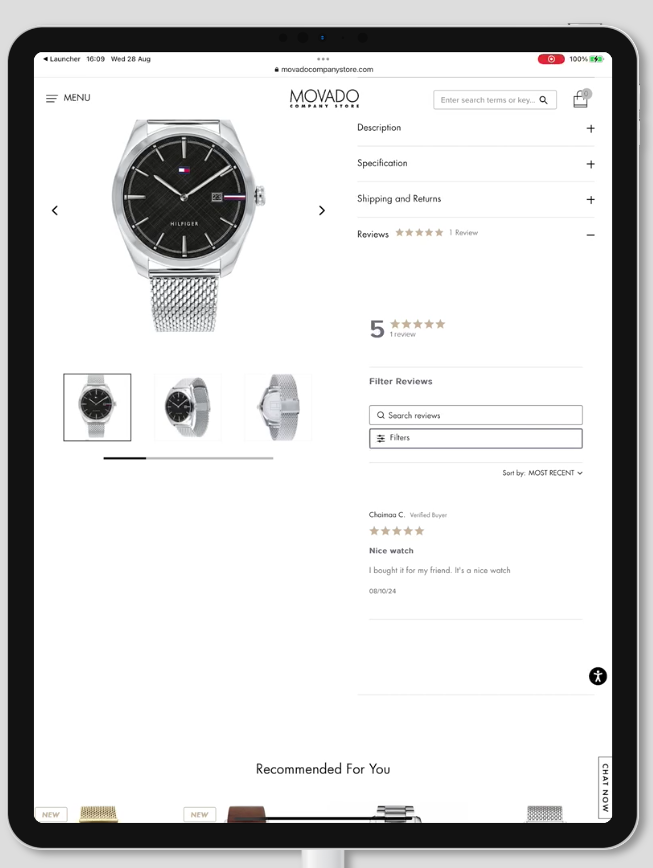 ◀ Launcher 16:09 Wed 28 Aug
100%
movadocompanystore.com
MENU
MOVADO
COMPANY STORE
Enter search terms or key...
0
Description
Specification
Shipping and Returns
Reviews 1 Review
HILFIGER
5
1 review
Filter Reviews
Search reviews
Filters
Sort by: MOST RECENT
Chaimaa C. Verified Buyer
Nice watch
I bought it for my friend. It's a nice watch
08/10/24
CHAT NOW
Recommended For You
NEW
NEW